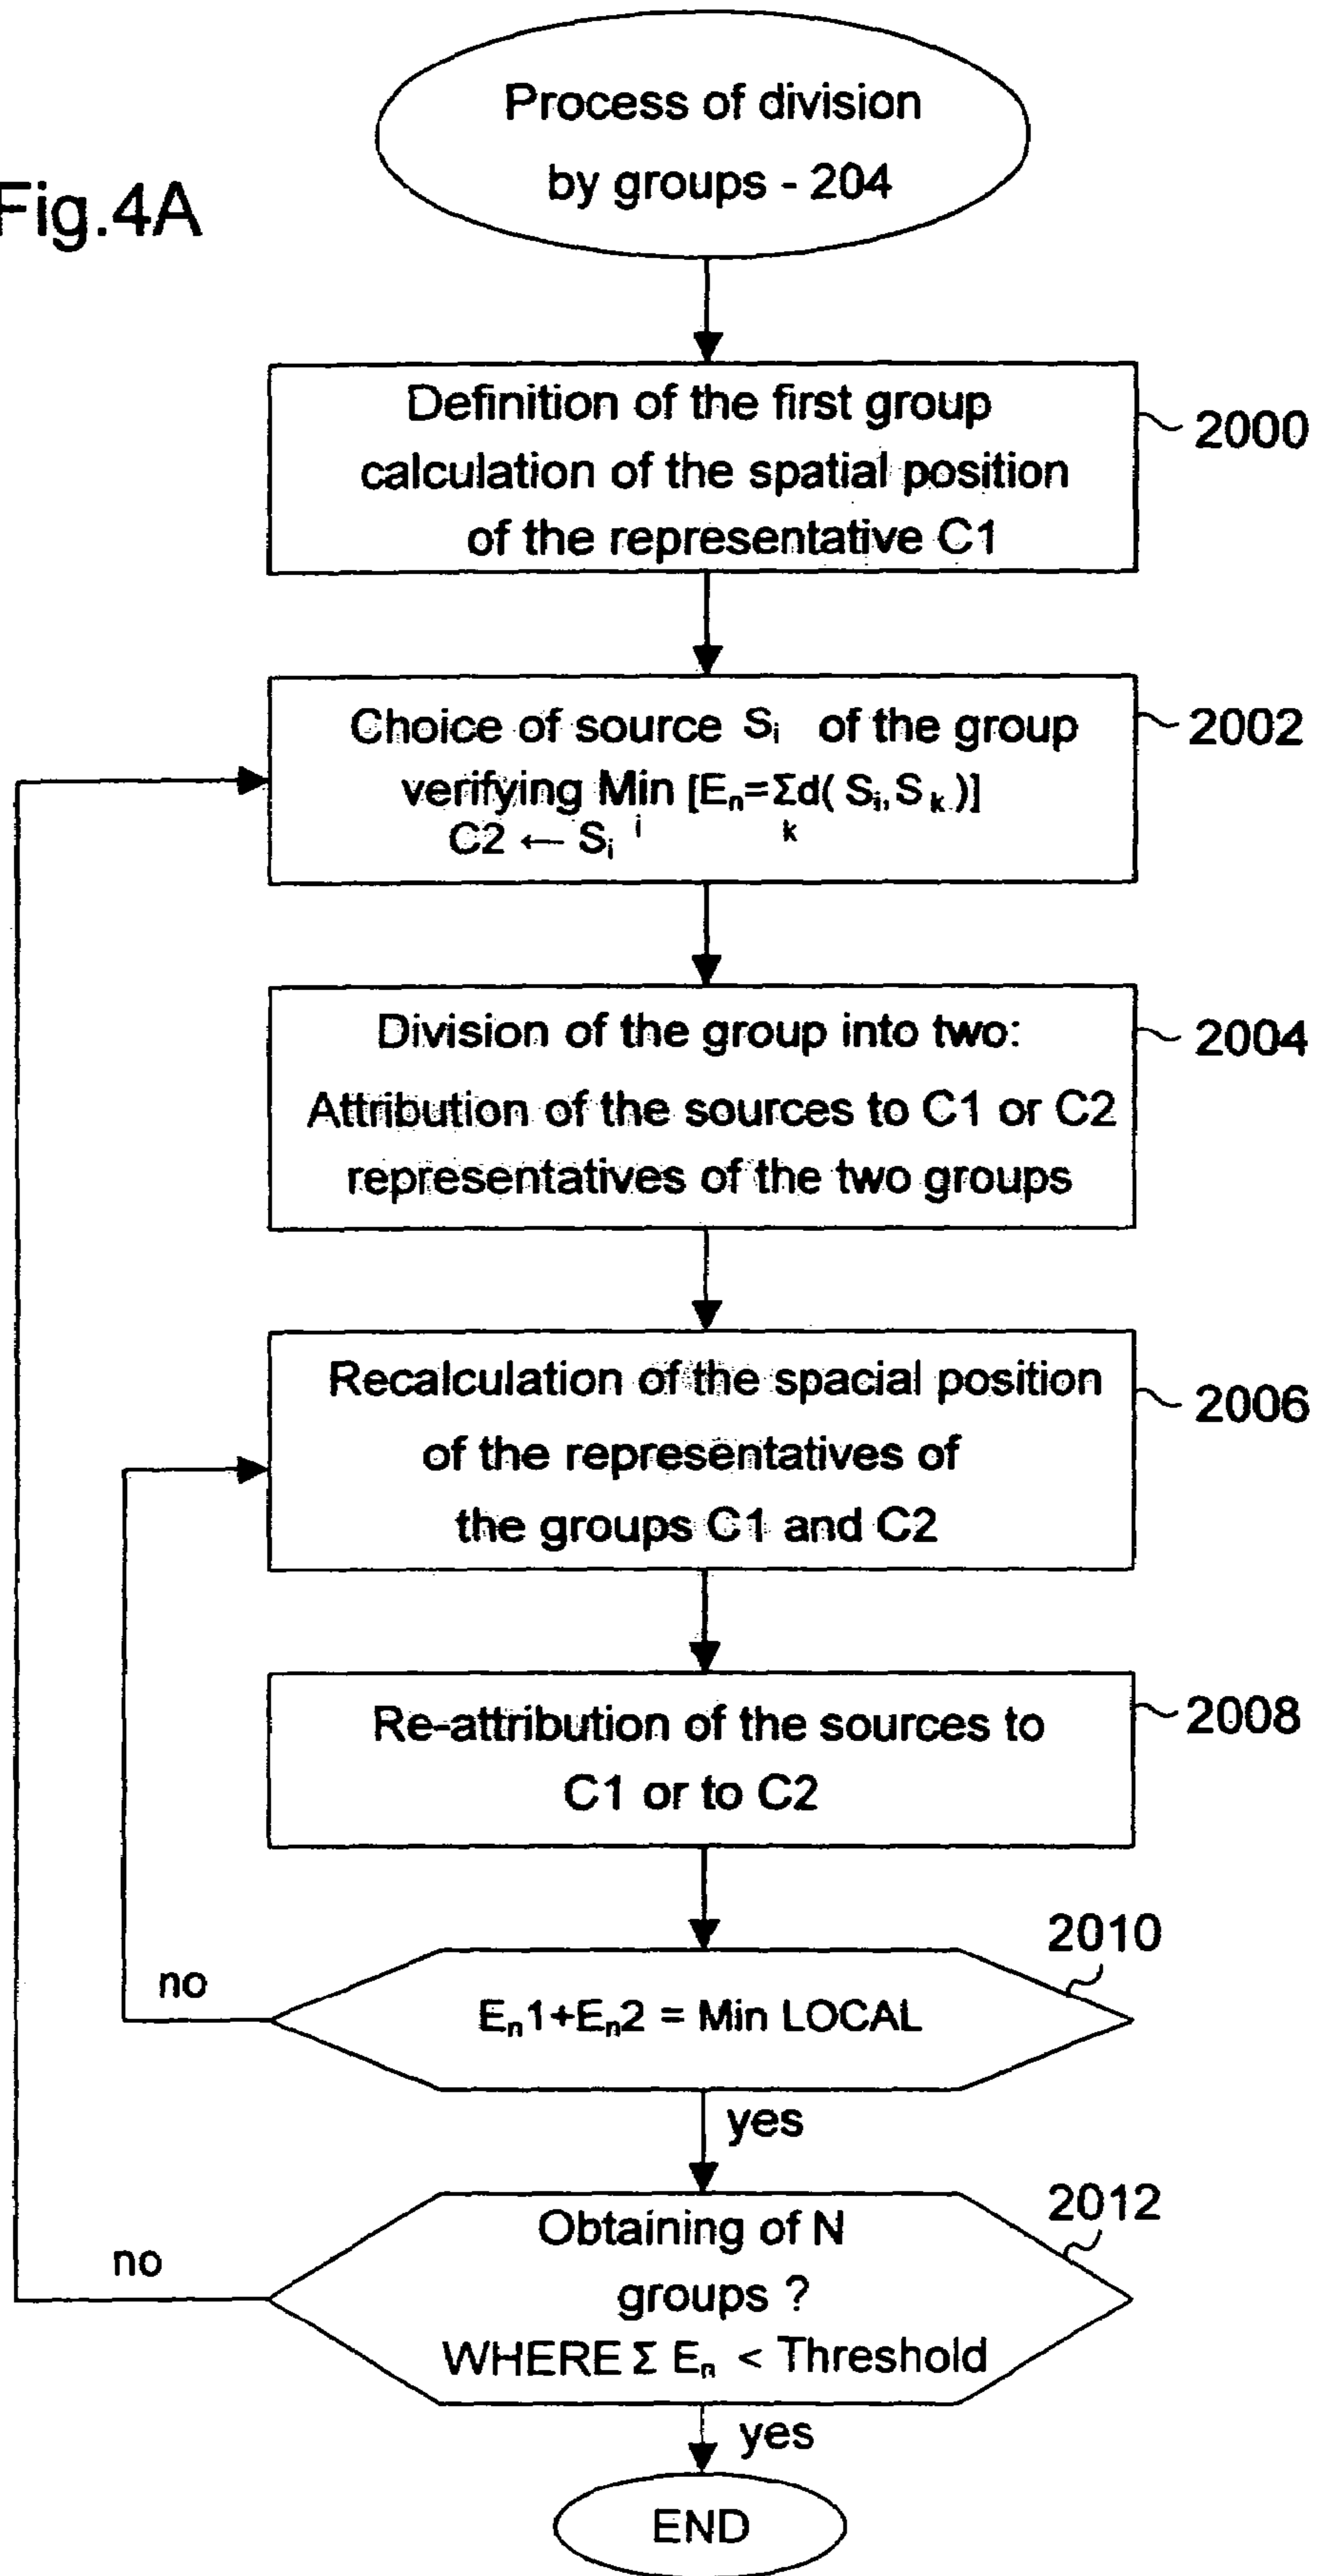 Fig.4A
Process of division
by groups - 204
Definition of the first group
calculation of the spatial position
of the representative C1
2000
Choice of source Si of the group
verifying Min [En=Σd( Si, Sk )]
i k
C2 ← Si
2002
Division of the group into two:
Attribution of the sources to C1 or C2
representatives of the two groups
2004
Recalculation of the spacial position
of the representatives of
the groups C1 and C2
2006
Re-attribution of the sources to
C1 or to C2
2008
2010
no
En1+En2 = Min LOCAL
yes
2012
no
Obtaining of N
groups ?
WHERE Σ En < Threshold
yes
END